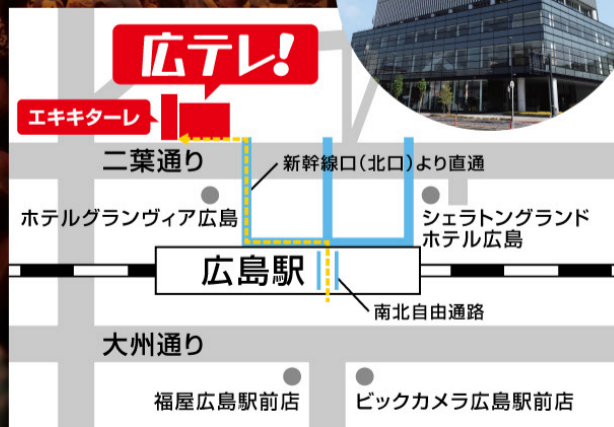 広テレ!
エキキターレ
二葉通り
新幹線口(北口)より直通
ホテルグランヴィア広島
シェラトングランド
ホテル広島
広島駅
南北自由通路
大州通り
福屋広島駅前店
ビックカメラ広島駅前店